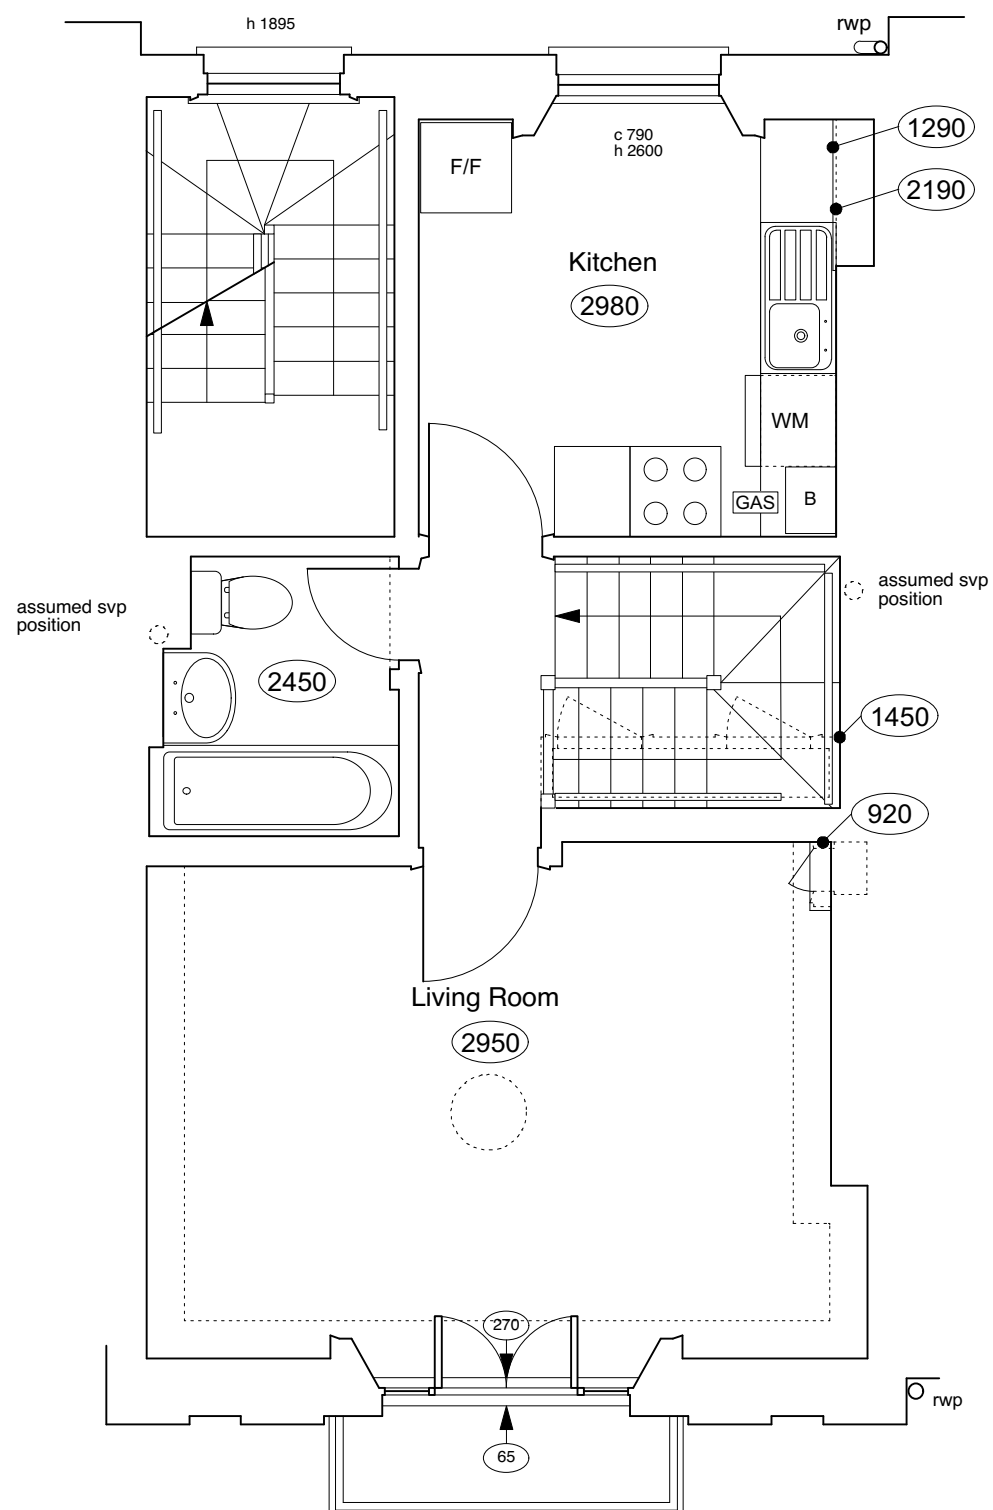 h 1895
rwp
1290
c 790
h 2600
F/F
2190
Kitchen
2980
WM
GAS
B
assumed svp
position
assumed svp
position
2450
1450
920
Living Room
2950
270
rwp
65